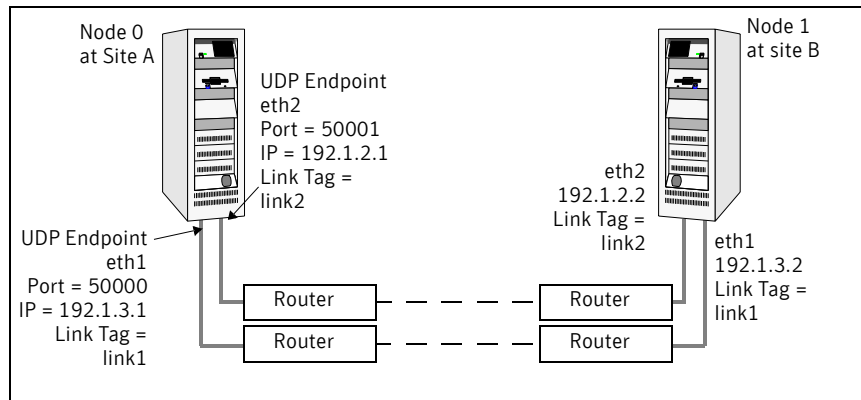 Node 0
at Site A
UDP Endpoint
eth2
Port = 50001
IP = 192.1.2.1
Link Tag =
link2
UDP Endpoint
eth1
Port = 50000
IP = 192.1.3.1
Link Tag =
link1
Node 1
at site B
eth2
192.1.2.2
Link Tag =
link2
eth1
192.1.3.2
Link Tag =
link1
Router
Router
Router
Router